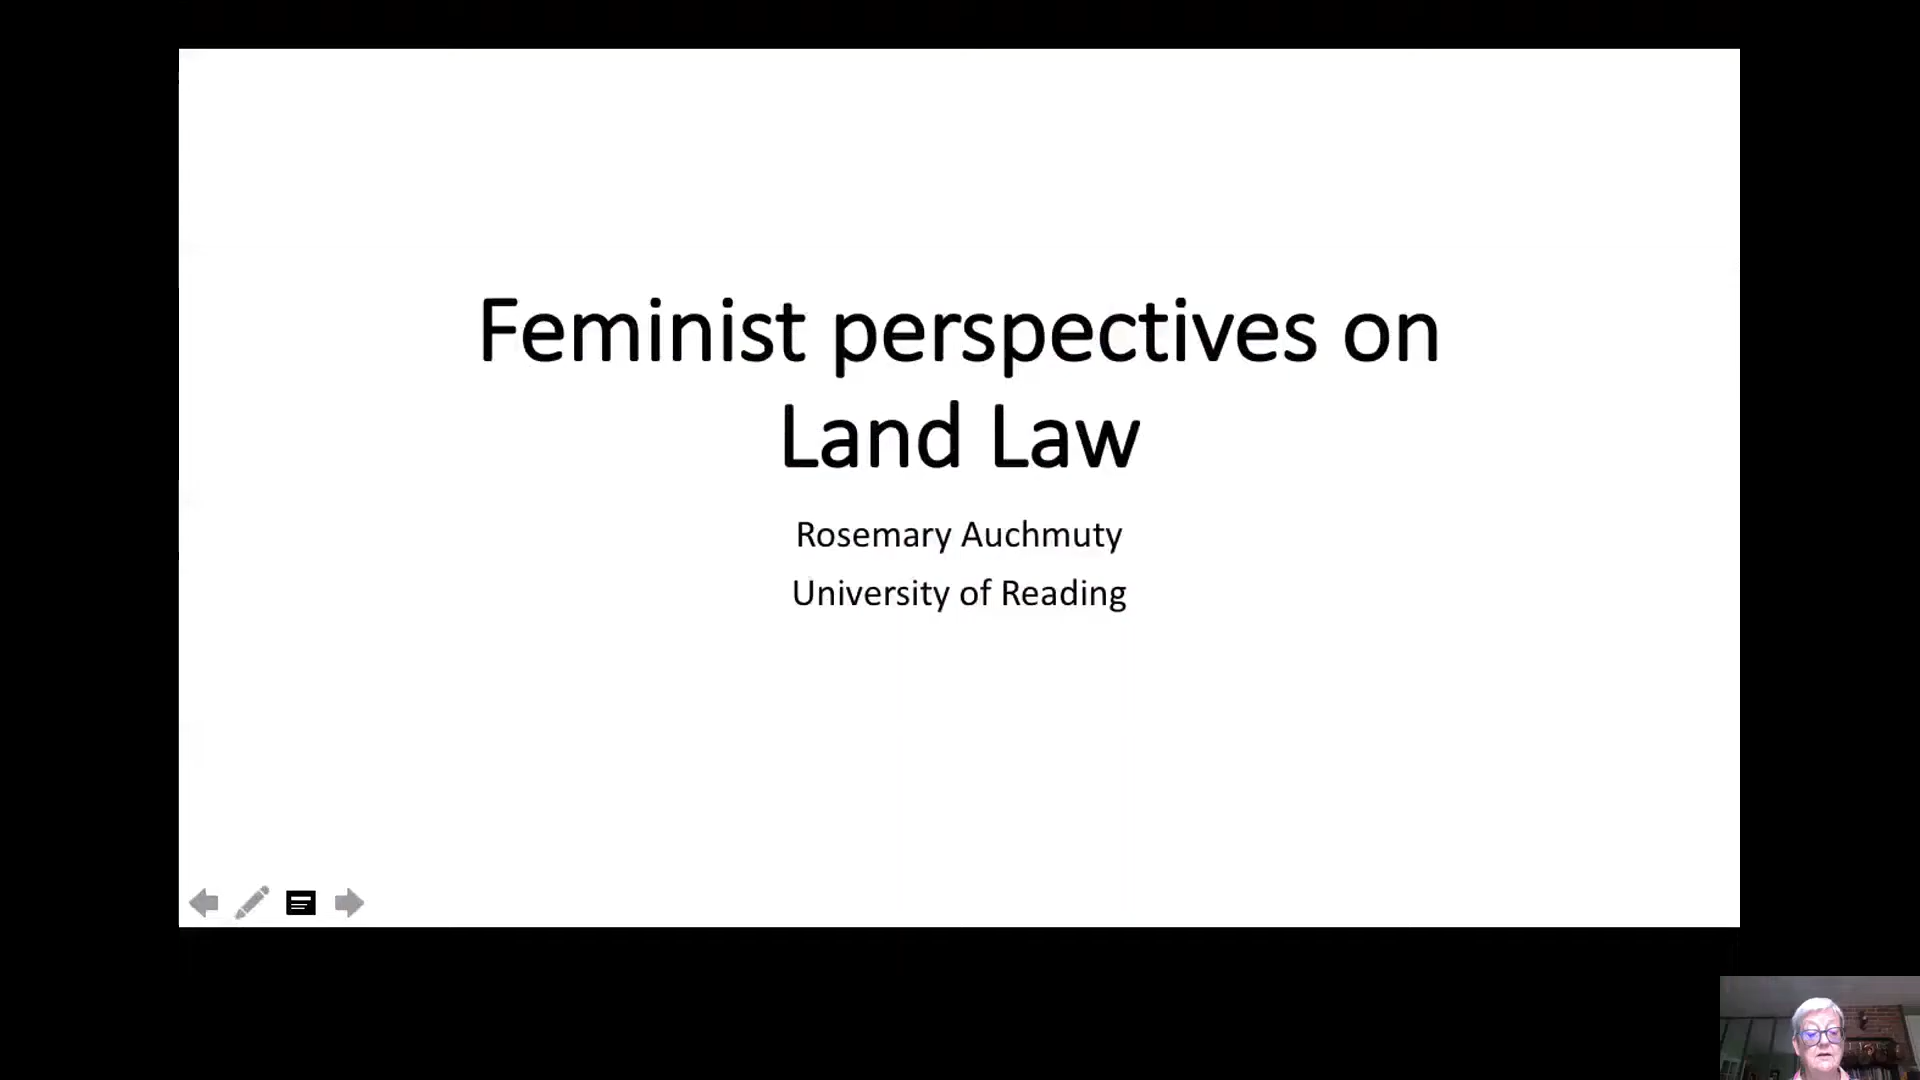 Feminist perspectives on
Land Law
Rosemary Auchmuty
University of Reading